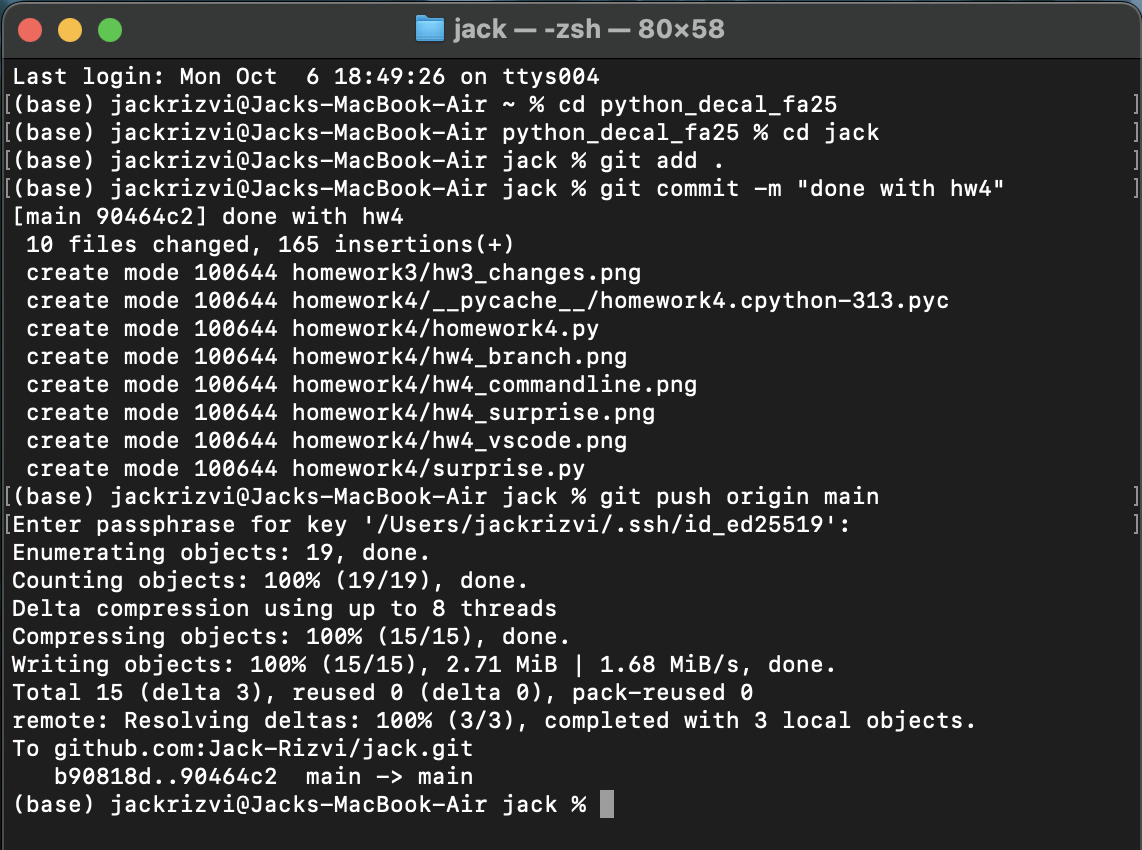 jack — -zsh — 80×58
Last login: Mon Oct  6 18:49:26 on ttys004
[(base) jackrizvi@Jacks-MacBook-Air ~ % cd python_decal_fa25 ]
[(base) jackrizvi@Jacks-MacBook-Air python_decal_fa25 % cd jack ]
[(base) jackrizvi@Jacks-MacBook-Air jack % git add . ]
[(base) jackrizvi@Jacks-MacBook-Air jack % git commit -m "done with hw4" ]
[main 90464c2] done with hw4
 10 files changed, 165 insertions(+)
 create mode 100644 homework3/hw3_changes.png
 create mode 100644 homework4/__pycache__/homework4.cpython-313.pyc
 create mode 100644 homework4/homework4.py
 create mode 100644 homework4/hw4_branch.png
 create mode 100644 homework4/hw4_commandline.png
 create mode 100644 homework4/hw4_surprise.png
 create mode 100644 homework4/hw4_vscode.png
 create mode 100644 homework4/surprise.py
[(base) jackrizvi@Jacks-MacBook-Air jack % git push origin main ]
[Enter passphrase for key '/Users/jackrizvi/.ssh/id_ed25519': ]
Enumerating objects: 19, done.
Counting objects: 100% (19/19), done.
Delta compression using up to 8 threads
Compressing objects: 100% (15/15), done.
Writing objects: 100% (15/15), 2.71 MiB | 1.68 MiB/s, done.
Total 15 (delta 3), reused 0 (delta 0), pack-reused 0
remote: Resolving deltas: 100% (3/3), completed with 3 local objects.
To github.com:Jack-Rizvi/jack.git
   b90818d..90464c2  main -> main
(base) jackrizvi@Jacks-MacBook-Air jack %